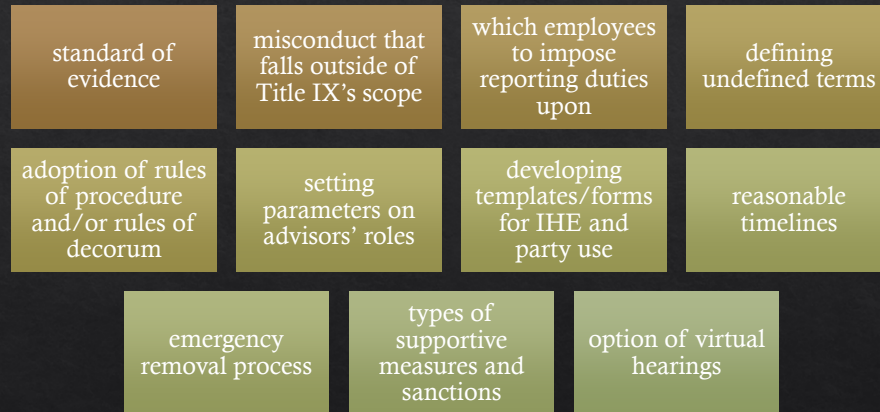 standard of
evidence
misconduct that
falls outside of
Title IX's scope
which employees
to impose
reporting duties
upon
defining
undefined terms
adoption of rules
of procedure
and/or rules of
decorum
setting
parameters on
advisors' roles
developing
templates/forms
for IHE and
party use
reasonable
timelines
emergency
removal process
types of
supportive
measures and
sanctions
option of virtual
hearings